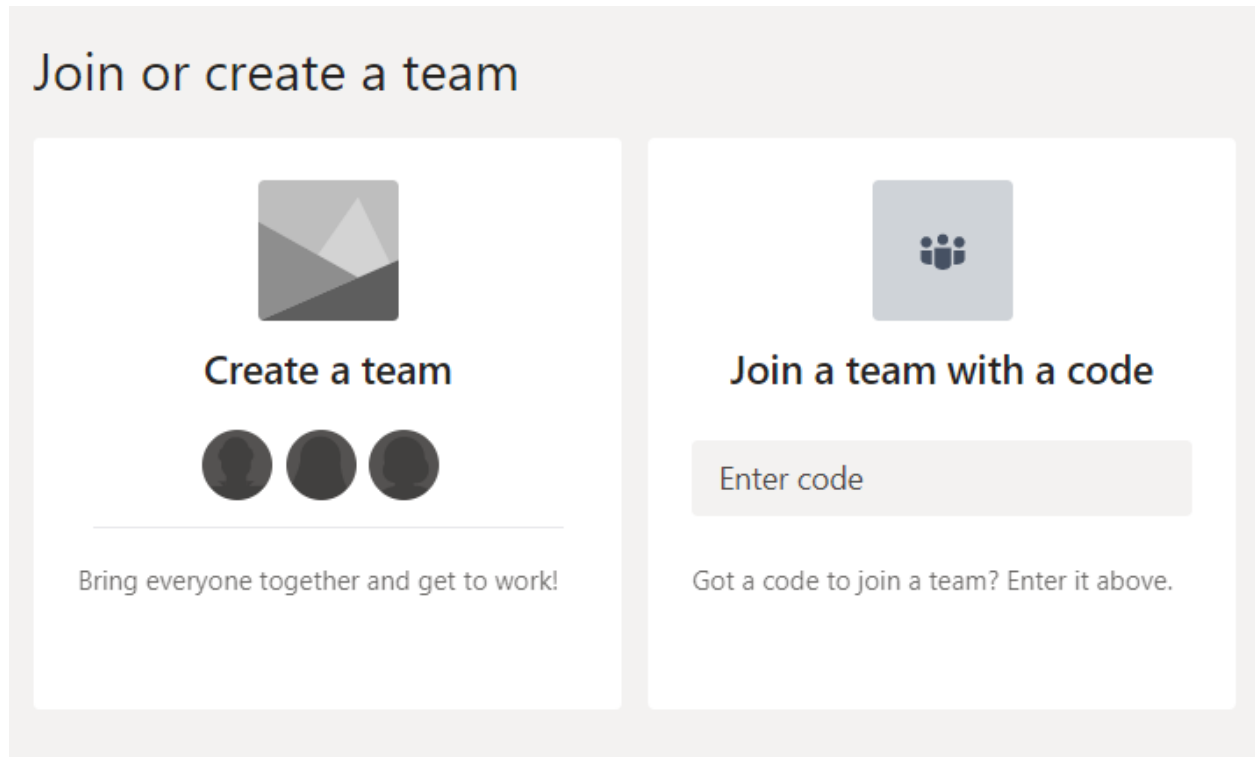 Join or create a team
Create a team
Bring everyone together and get to work!
Join a team with a code
Enter code
Got a code to join a team? Enter it above.